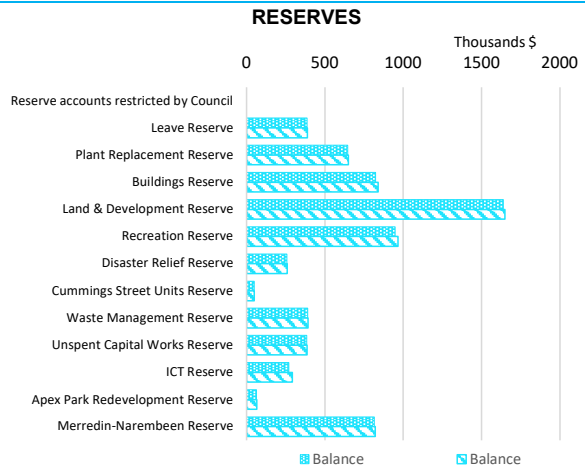 RESERVES
Thousands $
0 500 1000 1500 2000
Reserve accounts restricted by Council
Leave Reserve
Plant Replacement Reserve
Buildings Reserve
Land & Development Reserve
Recreation Reserve
Disaster Relief Reserve
Cummings Street Units Reserve
Waste Management Reserve
Unspent Capital Works Reserve
ICT Reserve
Apex Park Redevelopment Reserve
Merredin-Narembeen Reserve
Balance Balance